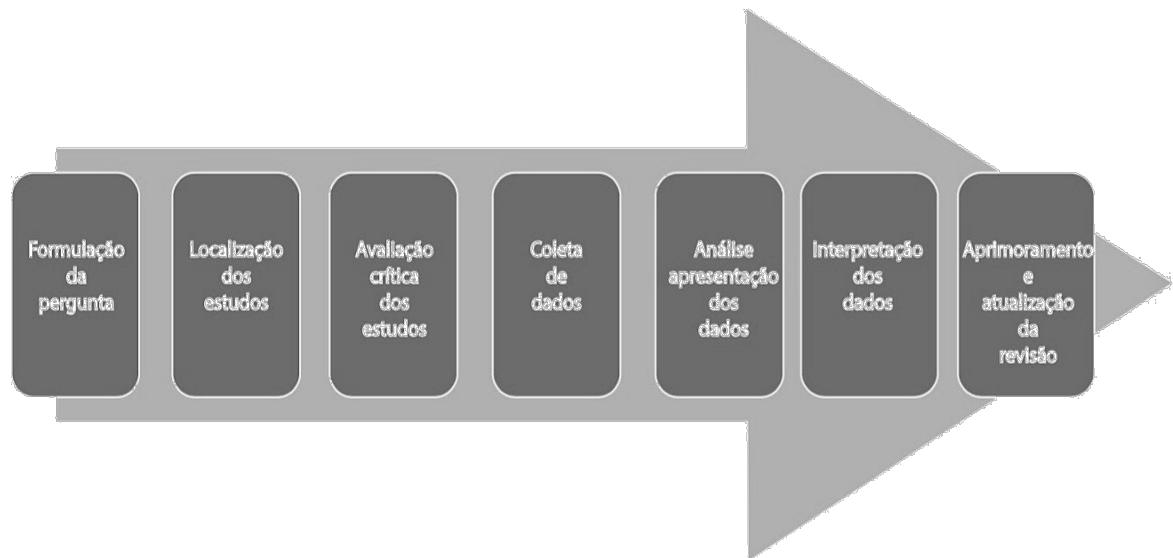 Formulação
da
pergunta
Localização
dos
estudos
Avaliação
crítica
dos
estudos
Coleta
de
dados
Análise
apresentação
dos
dados
Interpretação
dos
dados
Aprimoramento
e
atualização
da
revisão